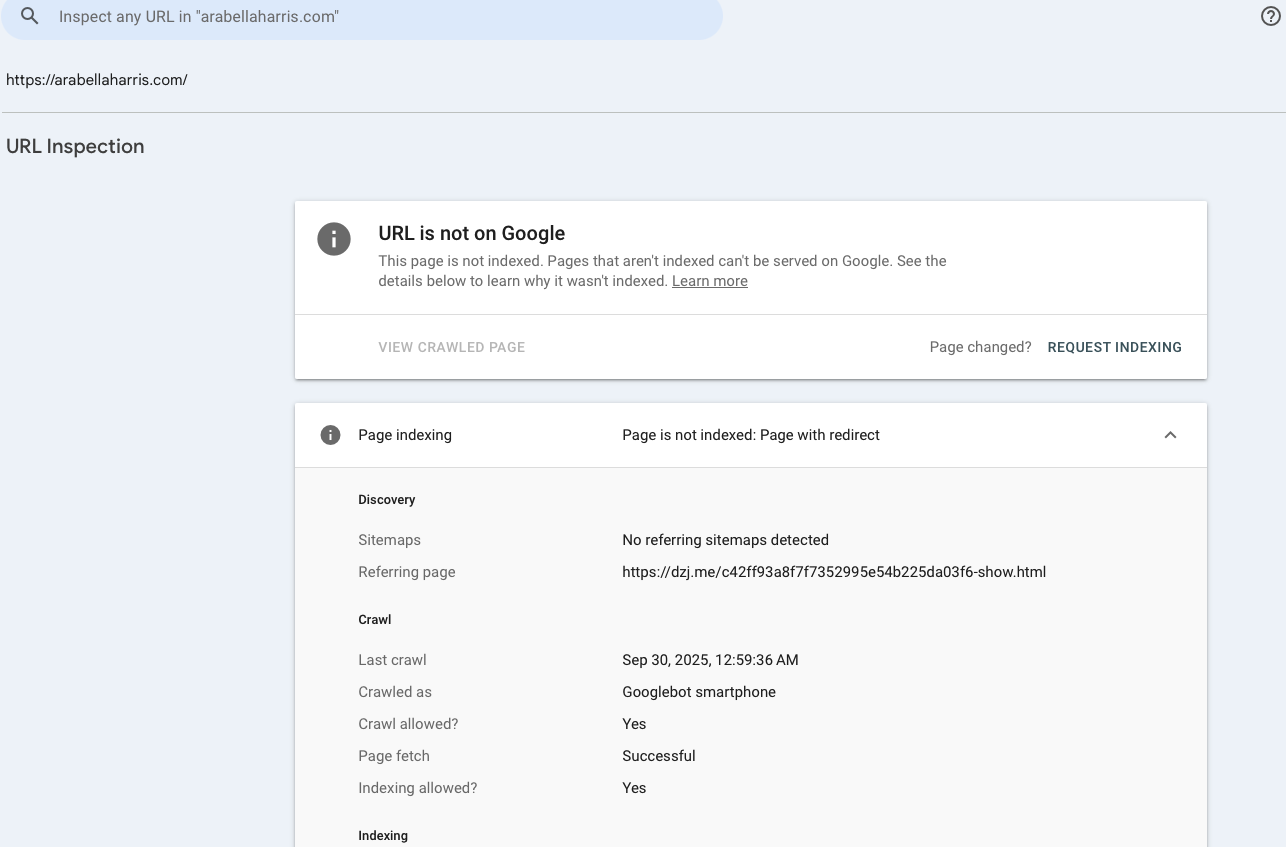 Inspect any URL in "arabellaharris.com"
https://arabellaharris.com/
URL Inspection
URL is not on Google
This page is not indexed. Pages that aren't indexed can't be served on Google. See the
details below to learn why it wasn't indexed. Learn more
VIEW CRAWLED PAGE
Page changed? REQUEST INDEXING
Page indexing
Page is not indexed: Page with redirect
Discovery
Sitemaps
No referring sitemaps detected
Referring page
https://dzj.me/c42ff93a8f7f7352995e54b225da03f6-show.html
Crawl
Last crawl
Sep 30, 2025, 12:59:36 AM
Crawled as
Googlebot smartphone
Crawl allowed?
Yes
Page fetch
Successful
Indexing allowed?
Yes
Indexing